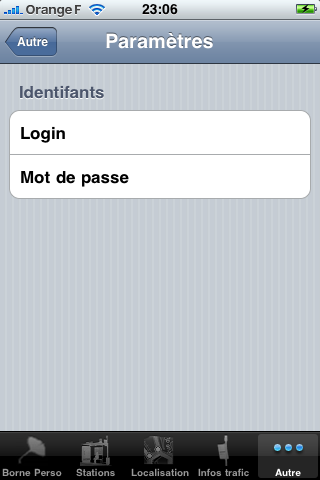 Orange F 23:06
Autre Paramètres
Identifants
Login
Mot de passe
Borne Perso Stations Localisation Infos trafic Autre